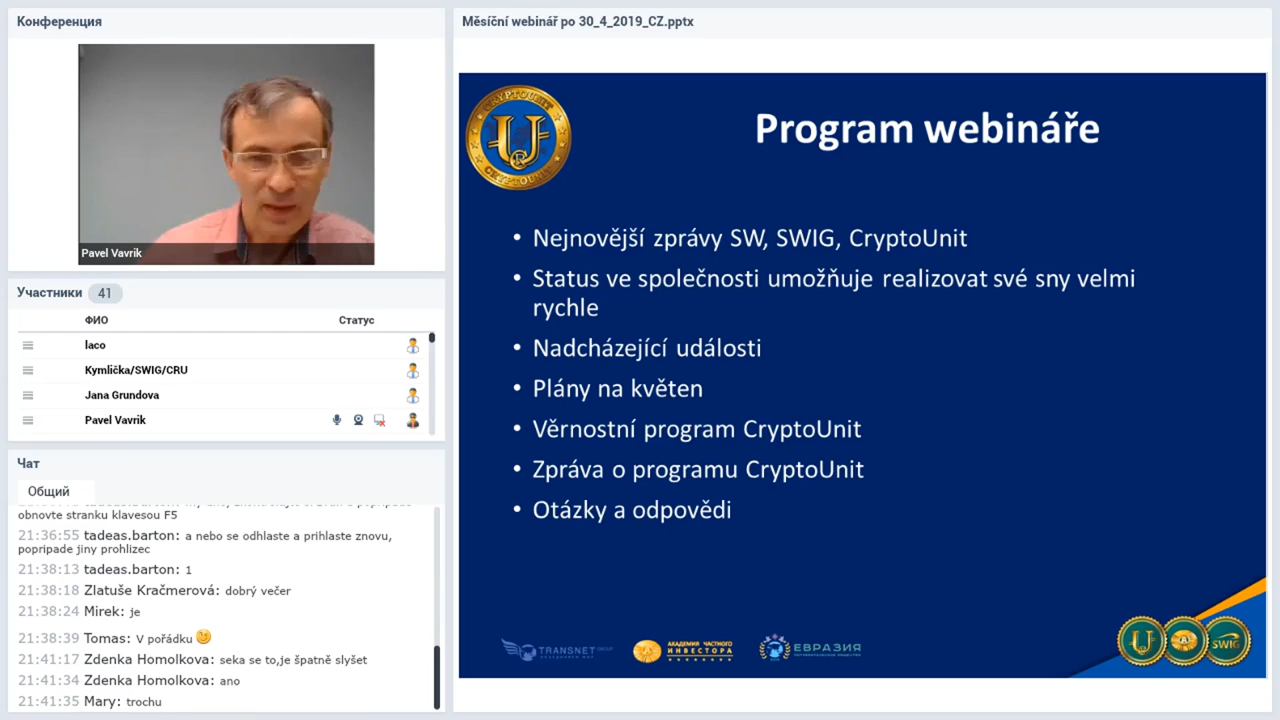 Конференция
Pavel Vavrik
Участники 41
ФИО Статус
laco
Kymlička/SWIG/CRU
Jana Grundova
Pavel Vavrik
Чат
Общий
obnovte stranku klavesou F5
21:36:55 tadeas.barton: a nebo se odhlaste a prihlaste znovu,
popripade jiny prohlizec
21:38:13 tadeas.barton: 1
21:38:18 Zlatuše Kračmerová: dobrý večer
21:38:24 Mirek: je
21:38:39 Tomas: V pořádku
21:41:17 Zdenka Homolkova: seka se to,je špatně slyšet
21:41:34 Zdenka Homolkova: ano
21:41:35 Mary: trochu
Měsíční webinář po 30_4_2019_CZ.pptx
CRYPTOUNIT
CRYPTOUNIT
Program webináře
• Nejnovější zprávy SW, SWIG, CryptoUnit
• Status ve společnosti umožňuje realizovat své sny velmi
rychle
• Nadcházející události
• Plány na květen
• Věrnostní program CryptoUnit
• Zpráva o programu CryptoUnit
• Otázky a odpovědi
TRANSNET GROUP
АКАДЕМИЯ ЧАСТНОГО
ИНВЕСТОРА
ЕВРАЗИЯ
SWIG